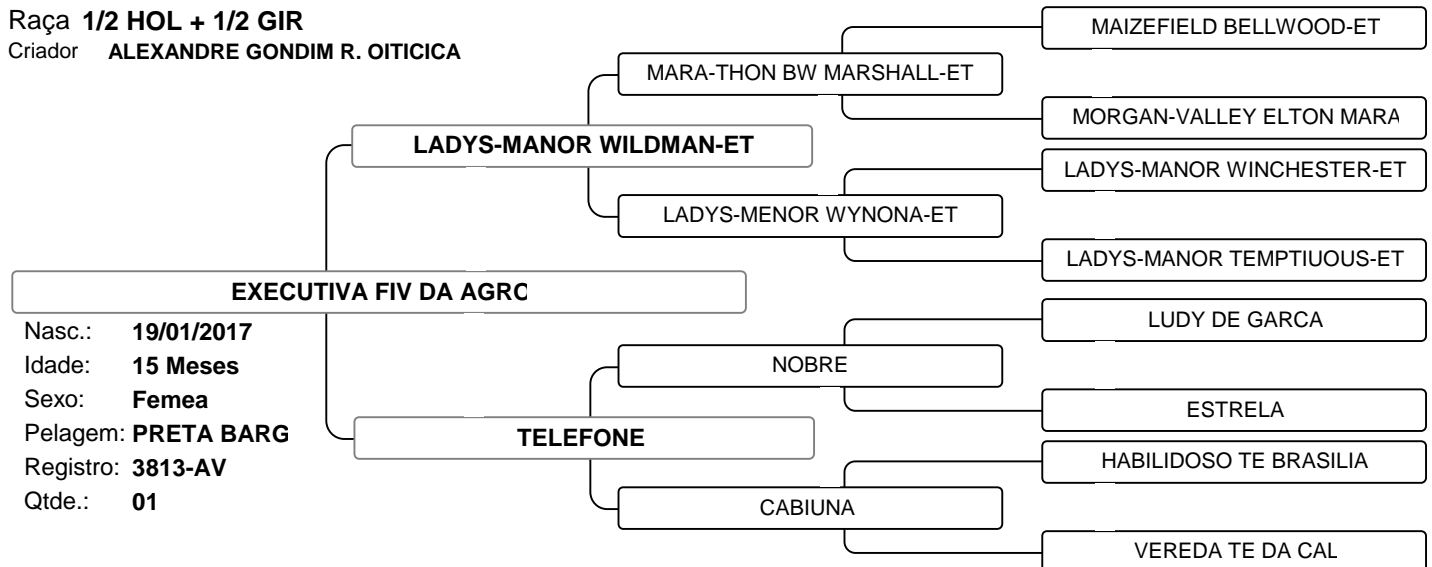 Raça 1/2 HOL + 1/2 GIR
Criador ALEXANDRE GONDIM R. OITICICA
MAIZEFIELD BELLWOOD-ET
MARA-THON BW MARSHALL-ET
MORGAN-VALLEY ELTON MARA
LADYS-MANOR WILDMAN-ET
LADYS-MANOR WINCHESTER-ET
LADYS-MENOR WYNONA-ET
LADYS-MANOR TEMPTIUOUS-ET
EXECUTIVA FIV DA AGRO
Nasc.: 19/01/2017
Idade: 15 Meses
Sexo: Femea
Pelagem: PRETA BARG
Registro: 3813-AV
Qtde.: 01
LUDY DE GARCA
NOBRE
ESTRELA
TELEFONE
HABILIDOSO TE BRASILIA
CABIUNA
VEREDA TE DA CAL